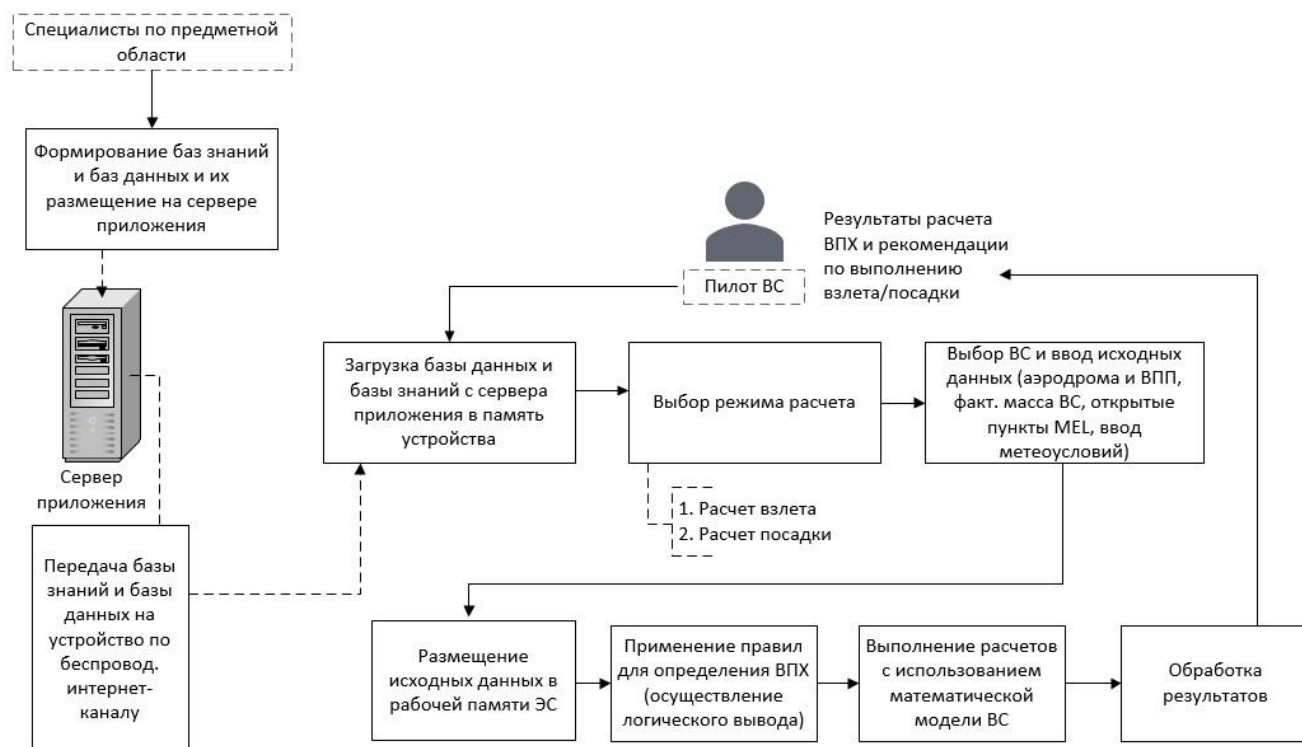 Специалисты по предметной
области
Формирование баз знаний
и баз данных и их
размещение на сервере
приложения
Сервер
приложения
Передача базы
знаний и базы
данных на
устройство по
беспровод.
интернет-
каналу
Пилот ВС
Результаты расчета
ВПХ и рекомендации
по выполнению
взлета/посадки
Загрузка базы данных и
базы знаний с сервера
приложения в память
устройства
Выбор режима расчета
1. Расчет взлета
2. Расчет посадки
Выбор ВС и ввод исходных
данных (аэродрома и ВПП,
факт. масса ВС, открытые
пункты MEL, ввод
метеоусловий)
Размещение
исходных данных в
рабочей памяти ЭС
Применение правил
для определения ВПХ
(осуществление
логического вывода)
Выполнение расчетов
с использованием
математической
модели ВС
Обработка
результатов